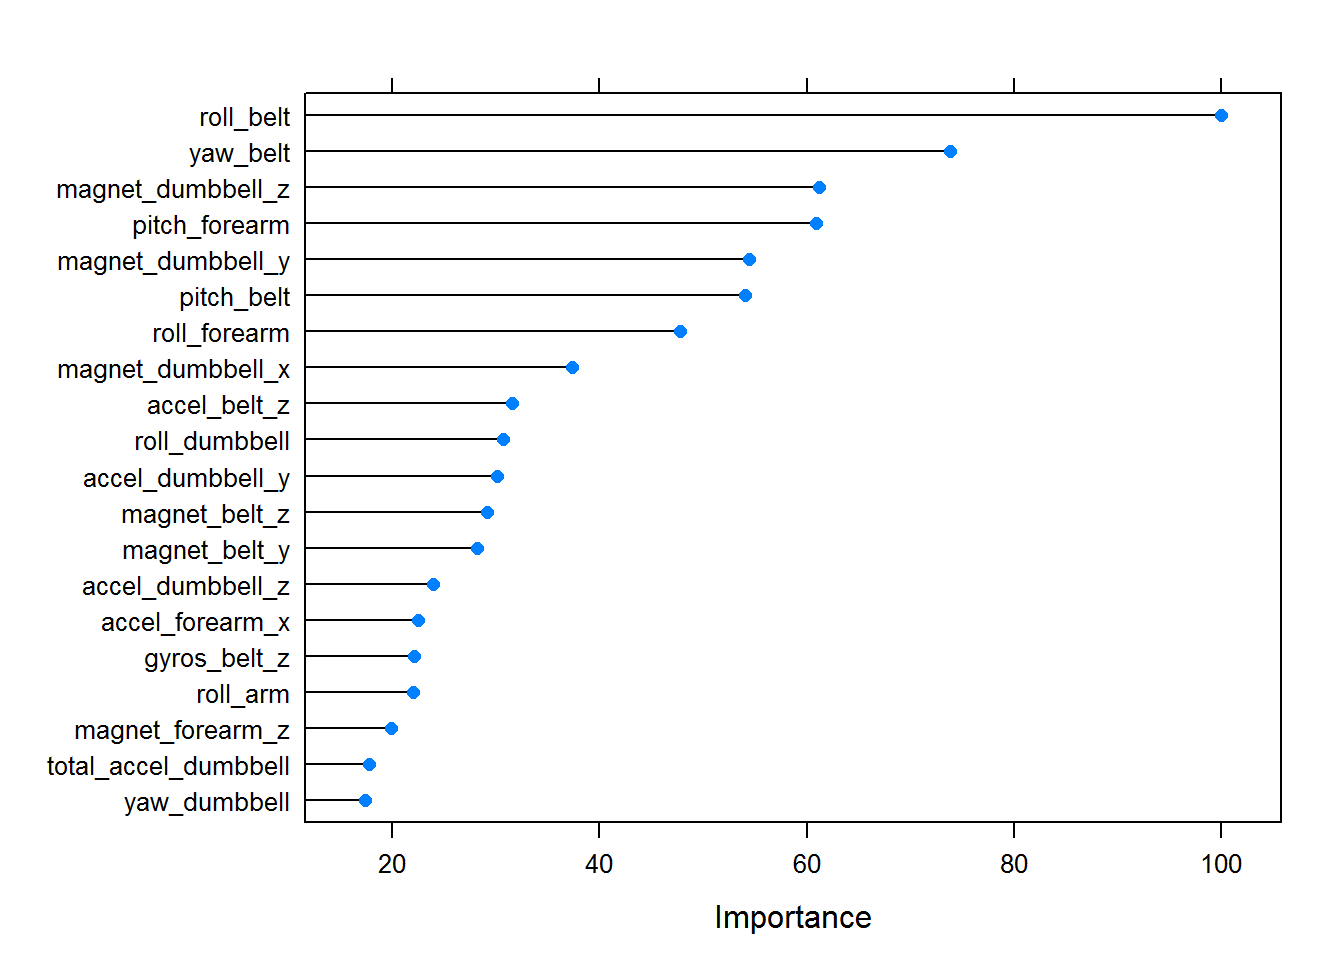 roll_belt
yaw_belt
magnet_dumbbell_z
pitch_forearm
magnet_dumbbell_y
pitch_belt
roll_forearm
magnet_dumbbell_x
accel_belt_z
roll_dumbbell
accel_dumbbell_y
magnet_belt_z
magnet_belt_y
accel_dumbbell_z
accel_forearm_x
gyros_belt_z
roll_arm
magnet_forearm_z
total_accel_dumbbell
yaw_dumbbell
20 40 60 80 100
Importance